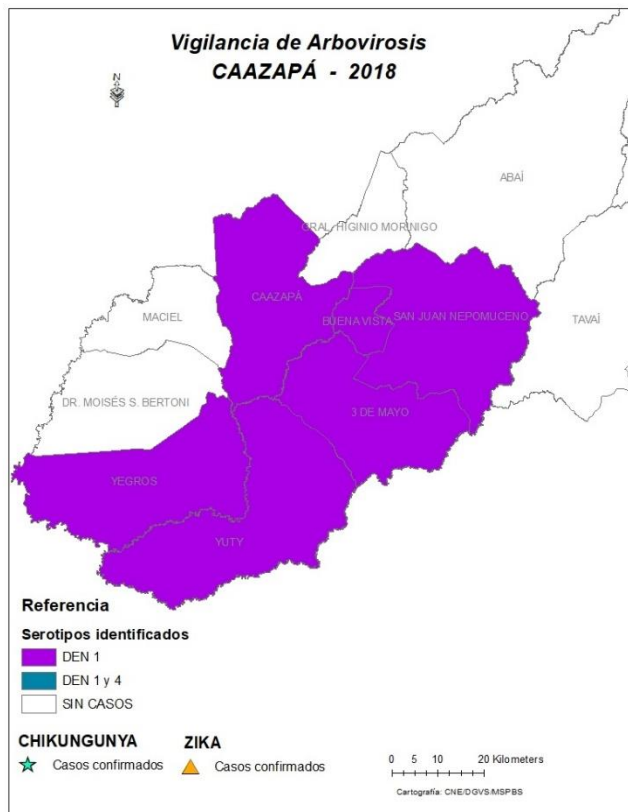 Vigilancia de Arbovirosis
CAAZAPÁ - 2018
N
ABAÍ
GRAL. HIGINIO MORINIGO
CAAZAPÁ
MACIEL
BUENA VISTA
SAN JUAN NEPOMUCENO
TAVAÍ
DR. MOISÉS S. BERTONI
3 DE MAYO
YEGROS
YUTY
Referencia
Serotipos identificados
DEN 1
DEN 1 y 4
SIN CASOS
CHIKUNGUNYA
Casos confirmados
ZIKA
Casos confirmados
0 5 10 20 Kilometers
Cartografía: CNE/DGVS/MSPBS